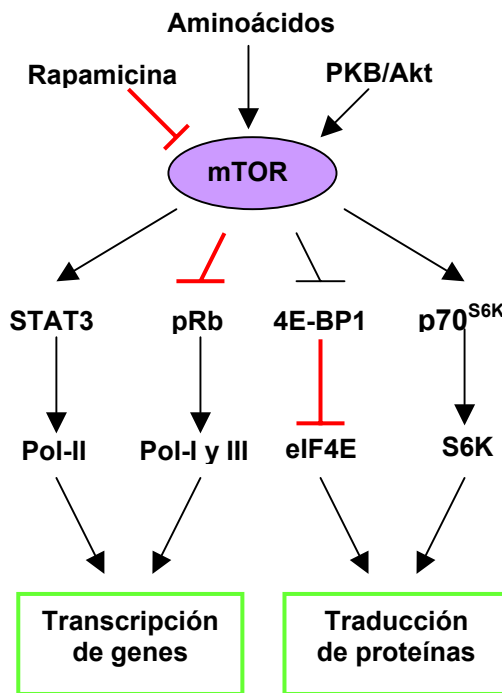 Aminoácidos
Rapamicina
PKB/Akt
mTOR
STAT3
pRb
4E-BP1
p70S6K
Pol-II
Pol-I y III
eIF4E
S6K
Transcripción
de genes
Traducción
de proteínas